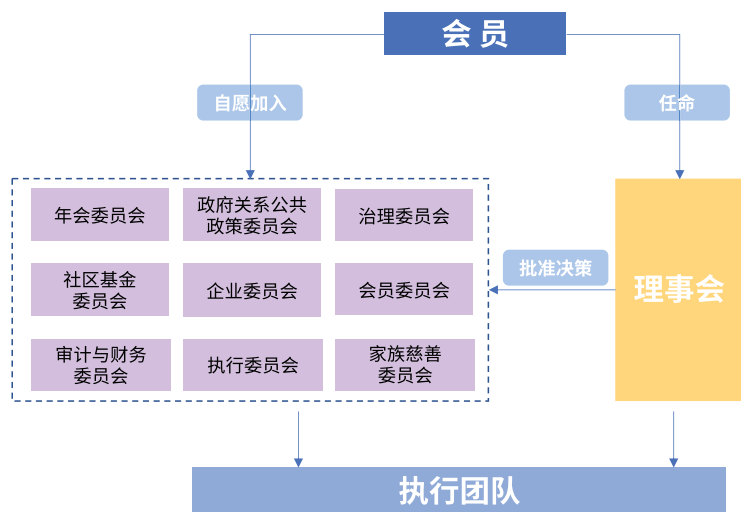 会 员
自愿加入
任命
年会委员会
政府关系公共
政策委员会
治理委员会
社区基金
委员会
企业委员会
会员委员会
审计与财务
委员会
执行委员会
家族慈善
委员会
批准决策
理事会
执行团队